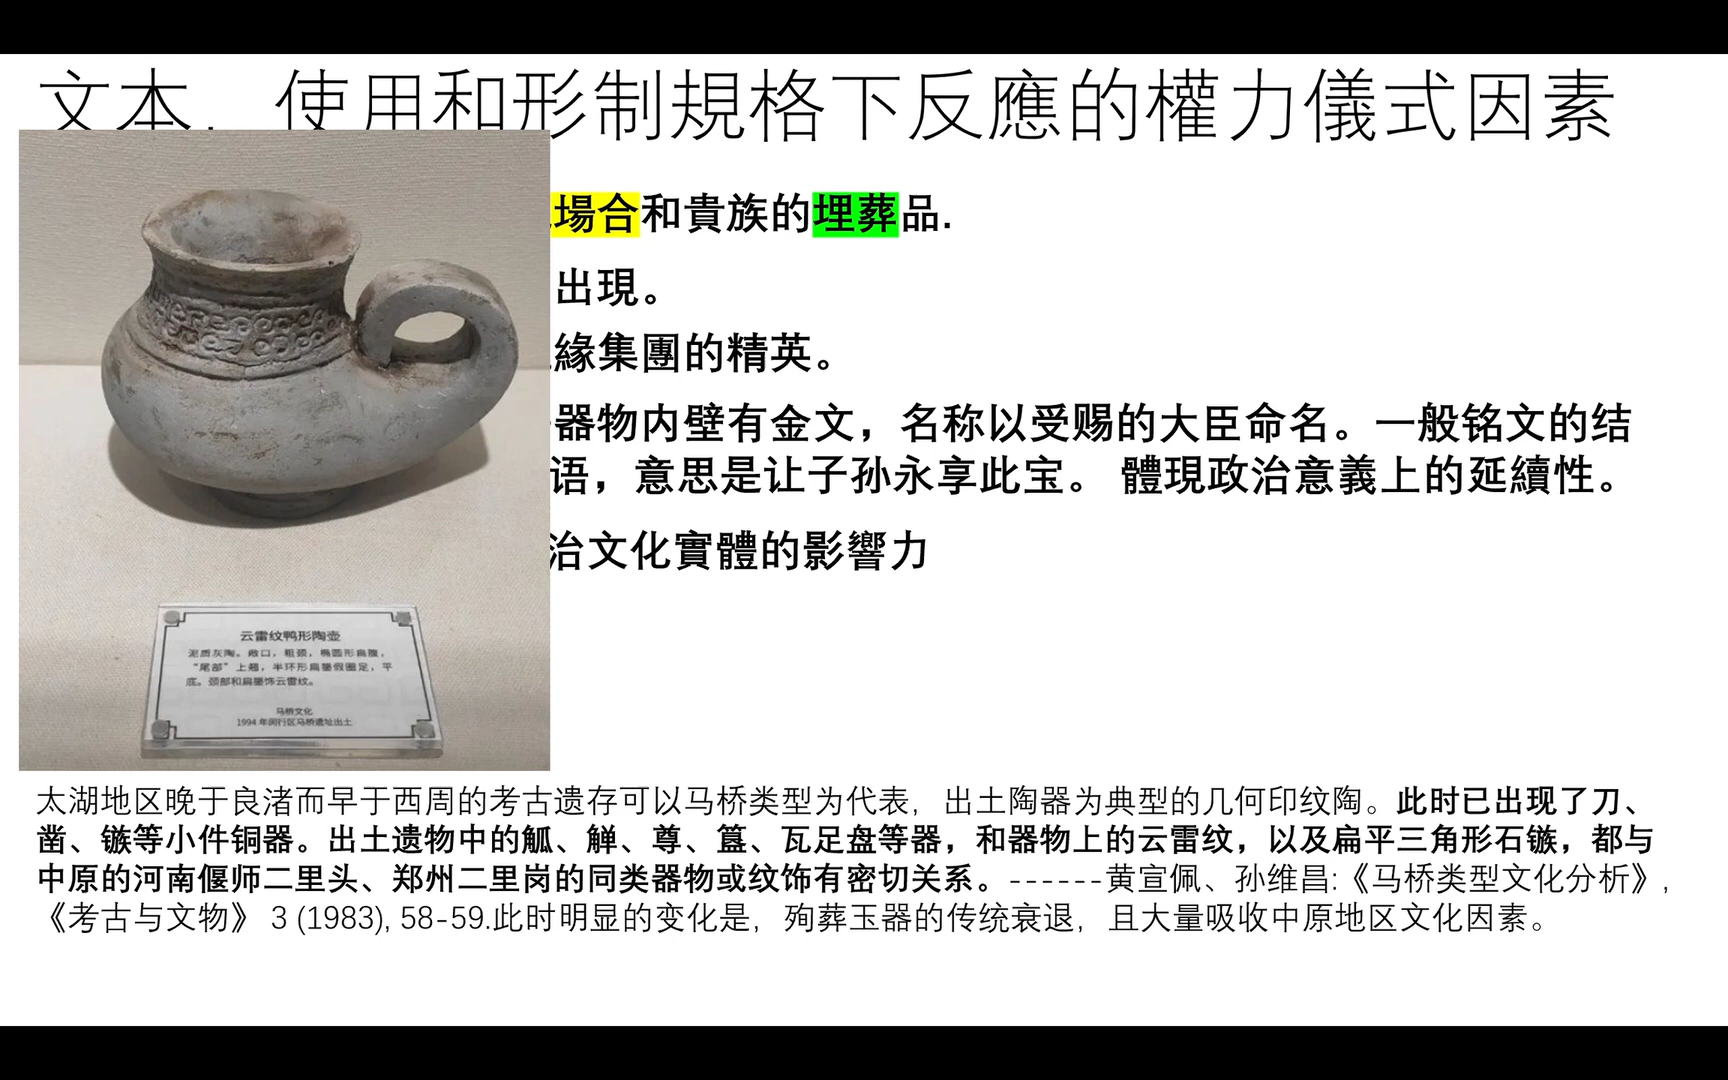 文本，使用和形制規格下反應的權力儀式因素
場合和貴族的埋葬品.
出現。
緣集團的精英。
器物内壁有金文，名称以受赐的大臣命名。一般铭文的结
语，意思是让子孙永享此宝。 體現政治意義上的延續性。
治文化實體的影響力
云雷纹鸭形陶壶
泥质灰陶。敞口，粗颈，椭圆形扁腹，
“尾部”上翘，半环形扁鋬假圈足，平
底。颈部和扁鋬饰云雷纹。
马桥文化
1994 年闵行区马桥遗址出土
太湖地区晚于良渚而早于西周的考古遗存可以马桥类型为代表，出土陶器为典型的几何印纹陶。此时已出现了刀、
凿、镞等小件铜器。出土遗物中的觚、觯、尊、簋、瓦足盘等器，和器物上的云雷纹，以及扁平三角形石镞，都与
中原的河南偃师二里头、郑州二里岗的同类器物或纹饰有密切关系。------黄宣佩、孙维昌:《马桥类型文化分析》,
《考古与文物》 3 (1983), 58-59.此时明显的变化是，殉葬玉器的传统衰退，且大量吸收中原地区文化因素。